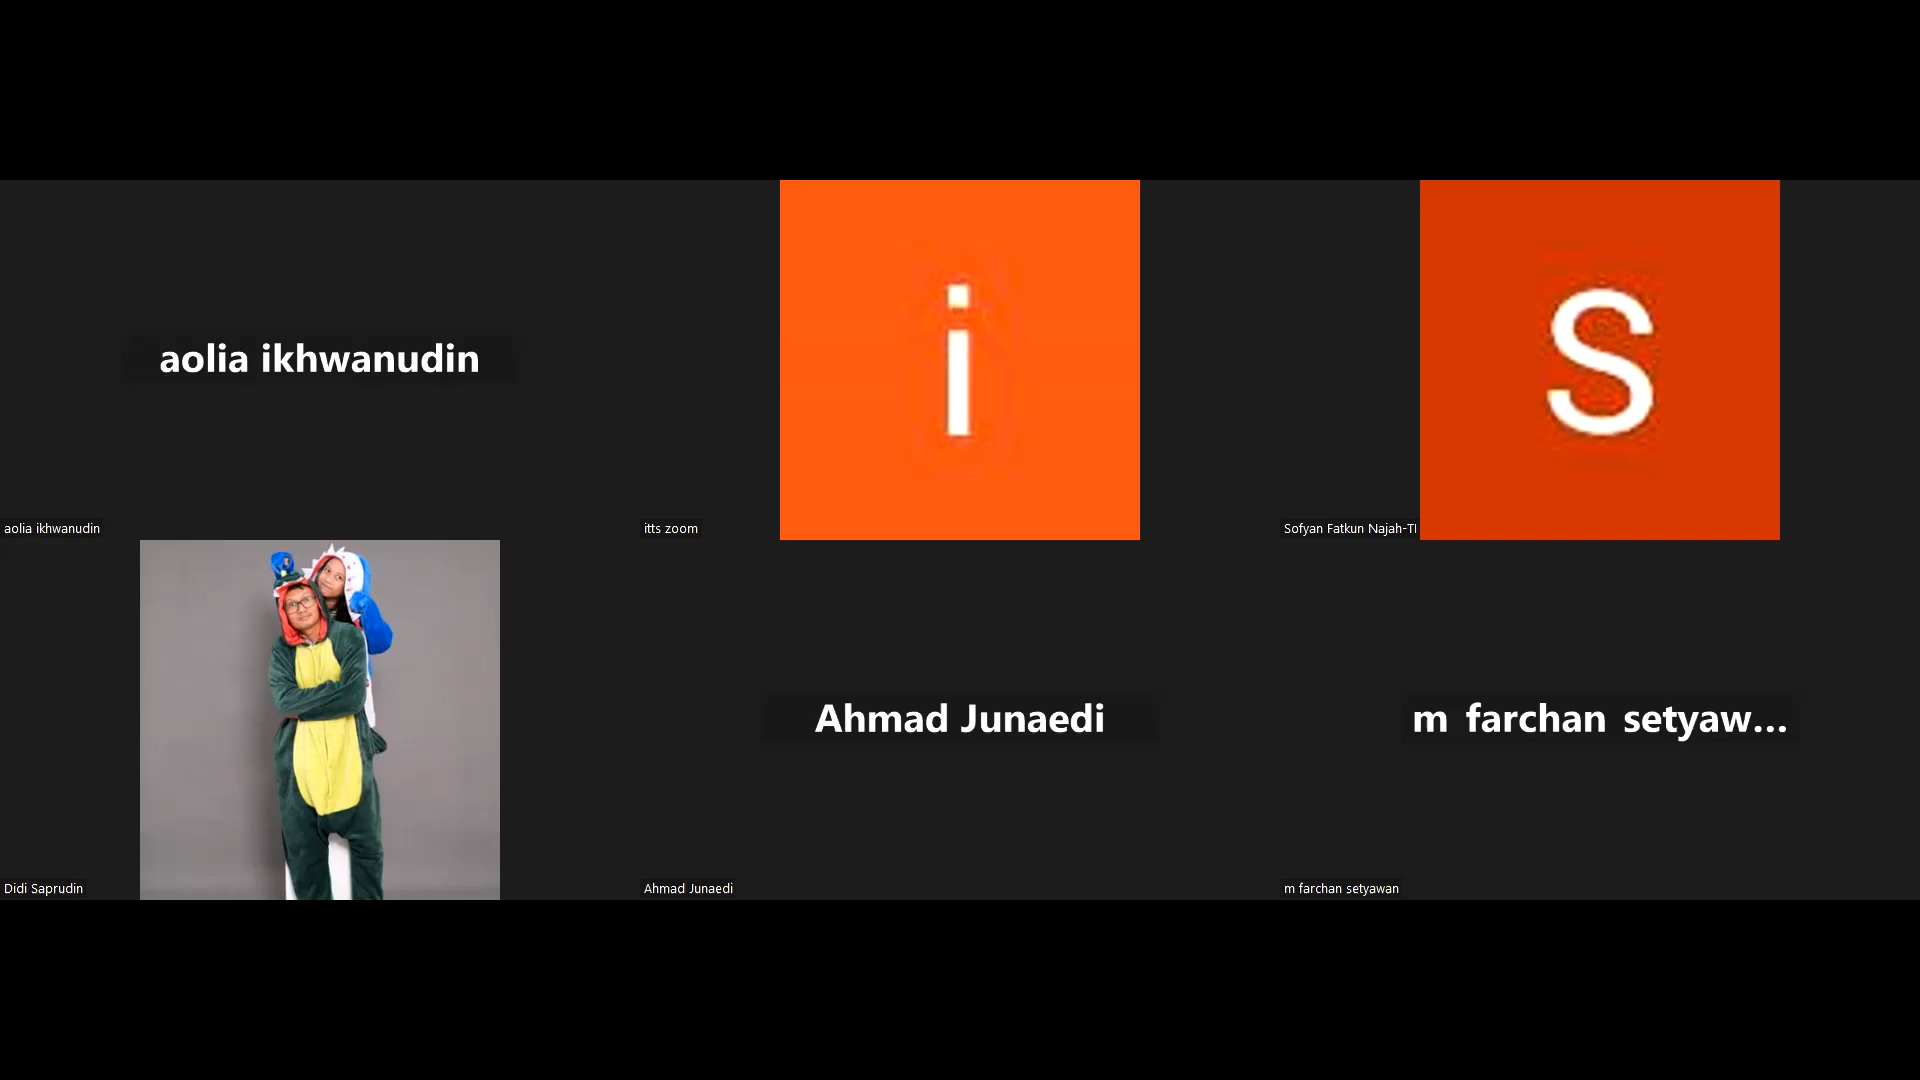 aolia ikhwanudin
aolia ikhwanudin
i
itts zoom
S
Sofyan Fatkun Najah-TI
Didi Saprudin
Ahmad Junaedi
Ahmad Junaedi
m farchan setyaw...
m farchan setyawan